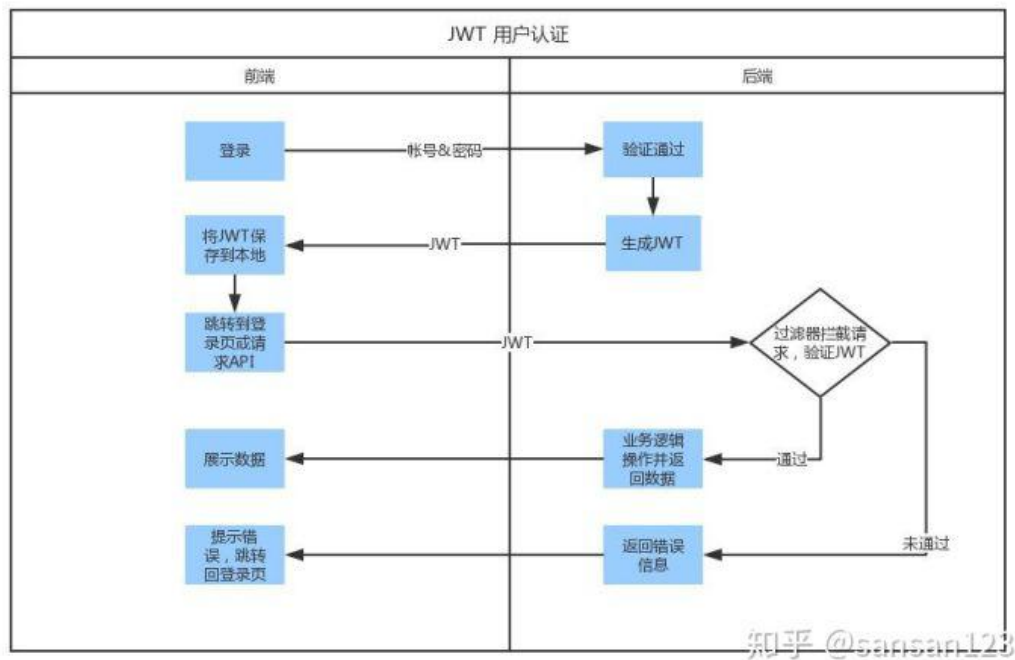 JWT 用户认证
前端
后端
登录
帐号&密码
验证通过
将JWT保
存到本地
JWT
生成JWT
跳转到登
录页或请
求API
JWT
过滤器拦截请
求，验证JWT
展示数据
业务逻辑
操作并返
回数据
通过
提示错
误，跳转
回登录页
返回错误
信息
未通过
知乎 @sansan123